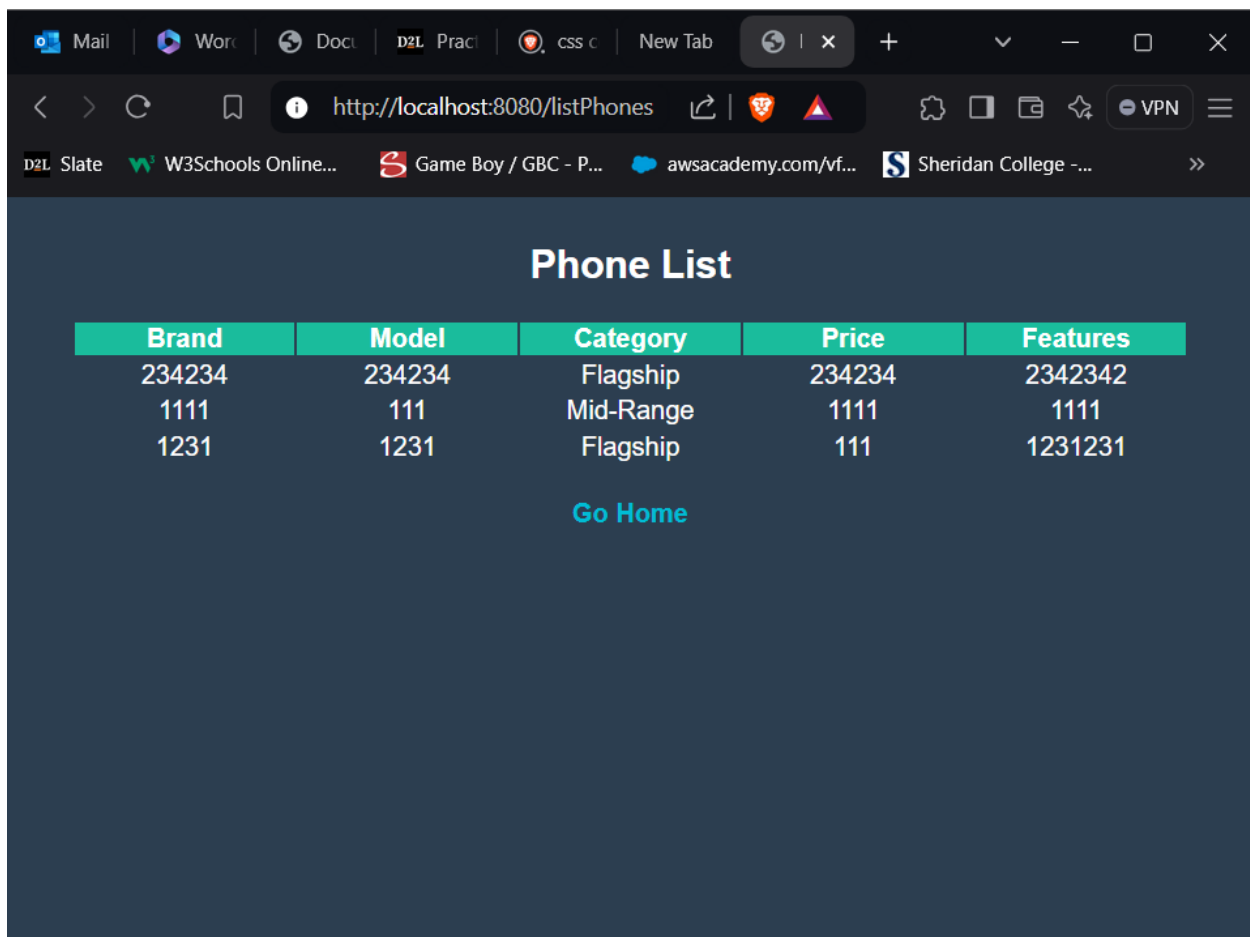 Mail Word Docu D2L Pract css c New Tab
http://localhost:8080/listPhones VPN
D2L Slate W3Schools Online... Game Boy / GBC - P... awsacademy.com/vf... S Sheridan College -...
Phone List
Brand Model Category Price Features
234234 234234 Flagship 234234 2342342
1111 111 Mid-Range 1111 1111
1231 1231 Flagship 111 1231231
Go Home